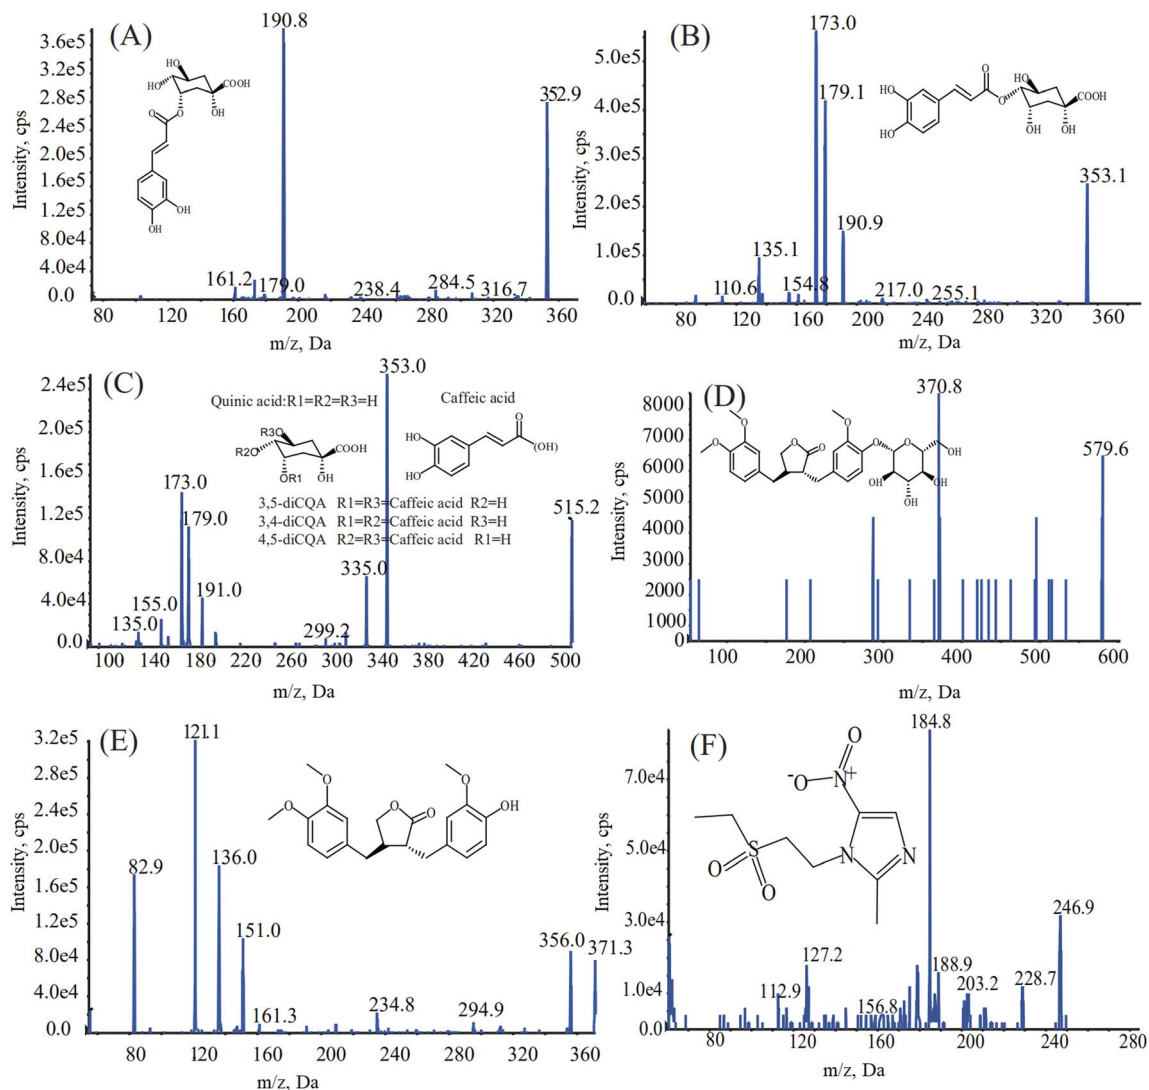 (A)
Intensity, cps
3.6e5
3.2e5
2.8e5
2.4e5
2.0e5
1.6e5
1.2e5
4.0e4
0.0
190.8
352.9
161.2
179.0
238.4
284.5
316.7
HO
HO
COOH
OH
O
O
OH
OH
80 120 160 200 240 280 320 360
m/z, Da
(B)
Intensity, cps
5.0e5
4.0e5
3.0e5
2.0e5
1.0e5
0.0
173.0
179.1
353.1
190.9
135.1
110.6
154.8
217.0
255.1
HO
HO
O
O
HO
COOH
OH
OH
80 120 160 200 240 280 320 360
m/z, Da
(C)
Intensity, cps
2.4e5
2.0e5
1.6e5
1.2e5
8.0e4
4.0e4
0.0
353.0
515.2
173.0
179.0
335.0
191.0
155.0
135.0
299.2
Quinic acid:R1=R2=R3=H
Caffeic acid
R3O
R2O
OR1
OH
COOH
HO
HO
O
(OH)
3,5-diCQA R1=R3=Caffeic acid R2=H
3,4-diCQA R1=R2=Caffeic acid R3=H
4,5-diCQA R2=R3=Caffeic acid R1=H
100 140 180 220 260 300 340 380 420 460 500
m/z, Da
(D)
8000
7000
6000
5000
4000
3000
2000
1000
0
370.8
579.6
O
O
O
O
O
O
O
OH
OH
OH
OH
100 200 300 400 500 600
m/z, Da
(E)
Intensity, cps
3.2e5
2.8e5
2.4e5
2.0e5
1.6e5
1.2e5
8.0e4
4.0e4
0.0
121.1
82.9
136.0
151.0
161.3
234.8
294.9
356.0
371.3
O
O
O
O
O
OH
80 120 160 200 240 280 320 360
m/z, Da
(F)
Intensity, cps
7.0e4
5.0e4
3.0e4
1.0e4
0.0
184.8
246.9
127.2
188.9
203.2
228.7
112.9
156.8
O
-O
N+
S
O
O
N
N
80 120 160 200 240 280
m/z, Da